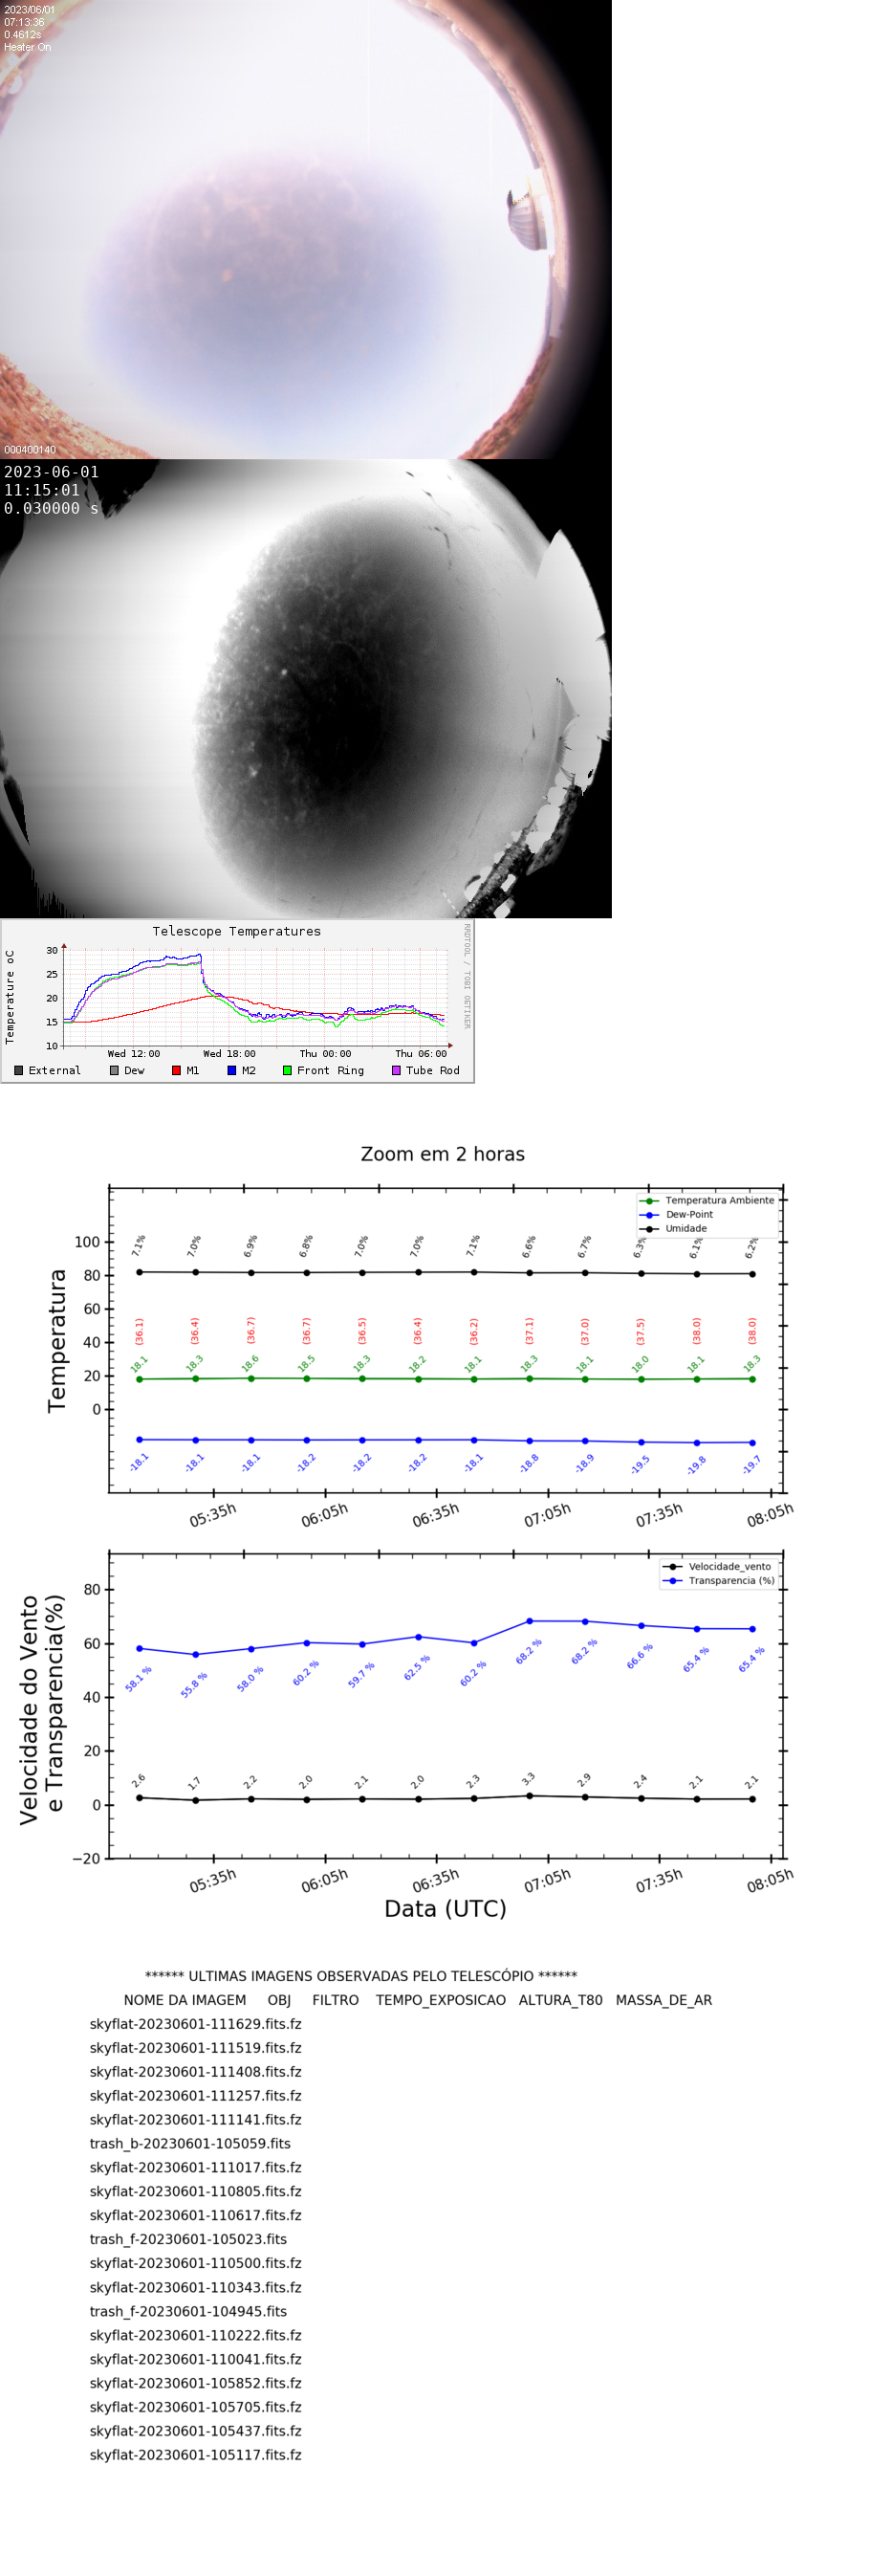 2023/06/01
07:13:36
0.4612s
Heater On
000400140
2023-06-01
11:15:01
0.030000 s
Telescope Temperatures
RRDTOOL / TOBI OETIKER
Temperature oC
30
25
20
15
10
Wed 12:00 Wed 18:00 Thu 00:00 Thu 06:00
External Dew M1 M2 Front Ring Tube Rod
Zoom em 2 horas
Temperatura Ambiente
Dew-Point
Umidade
Temperatura
100
80
60
40
20
0
7.1% 7.0% 6.9% 6.8% 7.0% 7.0% 7.1% 6.6% 6.7% 6.3% 6.1% 6.2%
(36.1) (36.4) (36.7) (36.7) (36.5) (36.4) (36.2) (37.1) (37.0) (37.5) (38.0) (38.0)
18.1 18.3 18.6 18.5 18.3 18.2 18.1 18.3 18.1 18.0 18.1 18.3
-18.1 -18.1 -18.1 -18.2 -18.2 -18.2 -18.1 -18.8 -18.9 -19.5 -19.8 -19.7
05:35h 06:05h 06:35h 07:05h 07:35h 08:05h
Velocidade_vento
Transparencia (%)
Velocidade do Vento
e Transparencia(%)
80
60
40
20
0
−20
58.1 % 55.8 % 58.0 % 60.2 % 59.7 % 62.5 % 60.2 % 68.2 % 68.2 % 66.6 % 65.4 % 65.4 %
2.6 1.7 2.2 2.0 2.1 2.0 2.3 3.3 2.9 2.4 2.1 2.1
05:35h 06:05h 06:35h 07:05h 07:35h 08:05h
Data (UTC)
****** ULTIMAS IMAGENS OBSERVADAS PELO TELESCÓPIO ******
NOME DA IMAGEM OBJ FILTRO TEMPO_EXPOSICAO ALTURA_T80 MASSA_DE_AR
skyflat-20230601-111629.fits.fz
skyflat-20230601-111519.fits.fz
skyflat-20230601-111408.fits.fz
skyflat-20230601-111257.fits.fz
skyflat-20230601-111141.fits.fz
trash_b-20230601-105059.fits
skyflat-20230601-111017.fits.fz
skyflat-20230601-110805.fits.fz
skyflat-20230601-110617.fits.fz
trash_f-20230601-105023.fits
skyflat-20230601-110500.fits.fz
skyflat-20230601-110343.fits.fz
trash_f-20230601-104945.fits
skyflat-20230601-110222.fits.fz
skyflat-20230601-110041.fits.fz
skyflat-20230601-105852.fits.fz
skyflat-20230601-105705.fits.fz
skyflat-20230601-105437.fits.fz
skyflat-20230601-105117.fits.fz